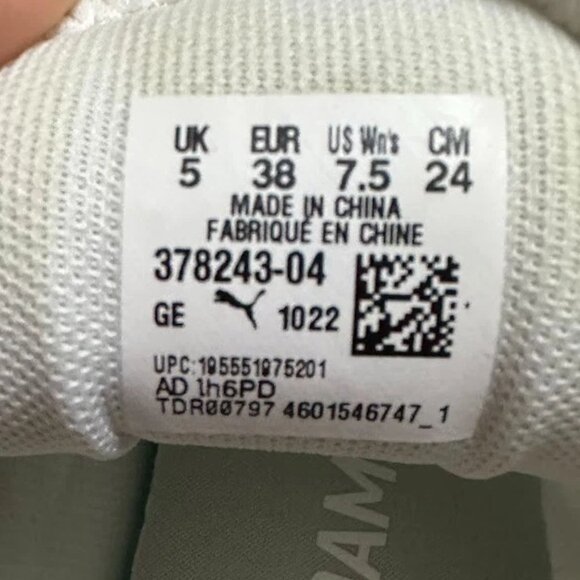 UK EUR US Wn's CM
5 38 7.5 24
MADE IN CHINA
FABRIQUÉ EN CHINE
378243-04
GE 1022
UPC:195551975201
AD 1h6PD
TDR00797 4601546747_1